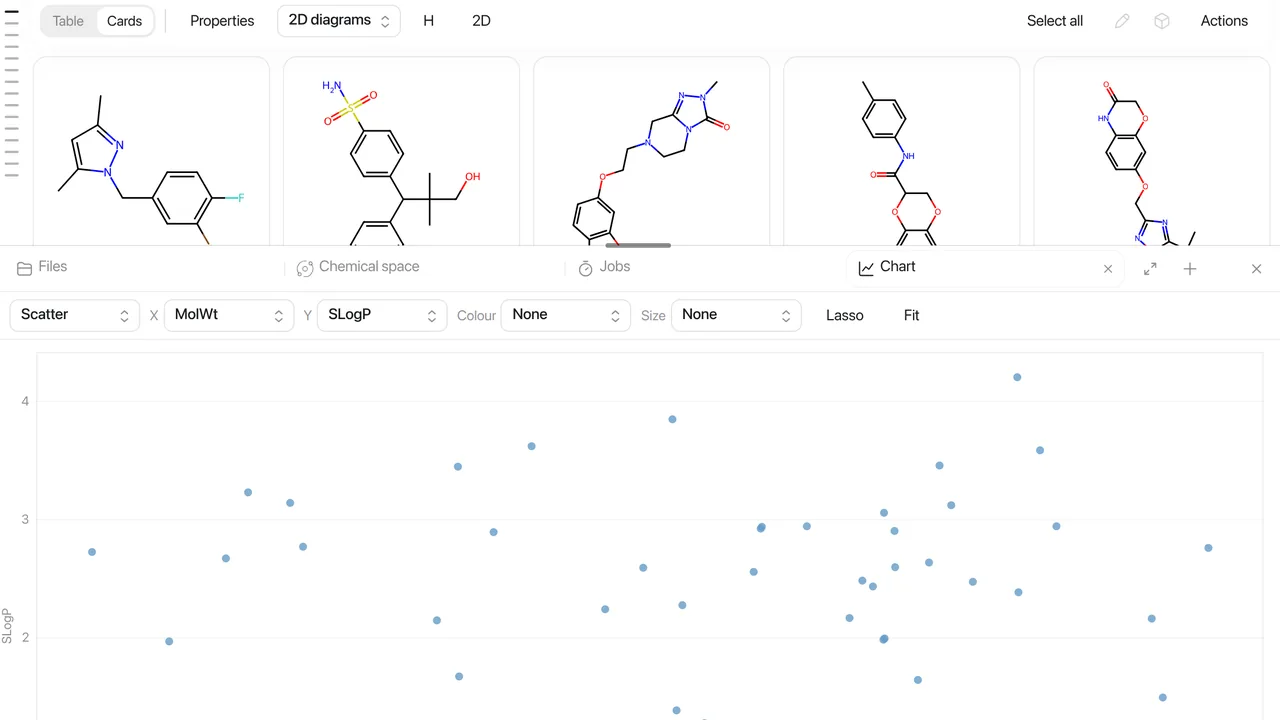 Table Cards Properties 2D diagrams H 2D Select all Actions
N
N
F
H2N
S
O
O
OH
N
N
N
O
N
O
NH
O
O
O
O
HN
O
O
N
N
Files Chemical space Jobs Chart
Scatter X MolWt Y SLogP Colour None Size None Lasso Fit
4
3
2
SLogP